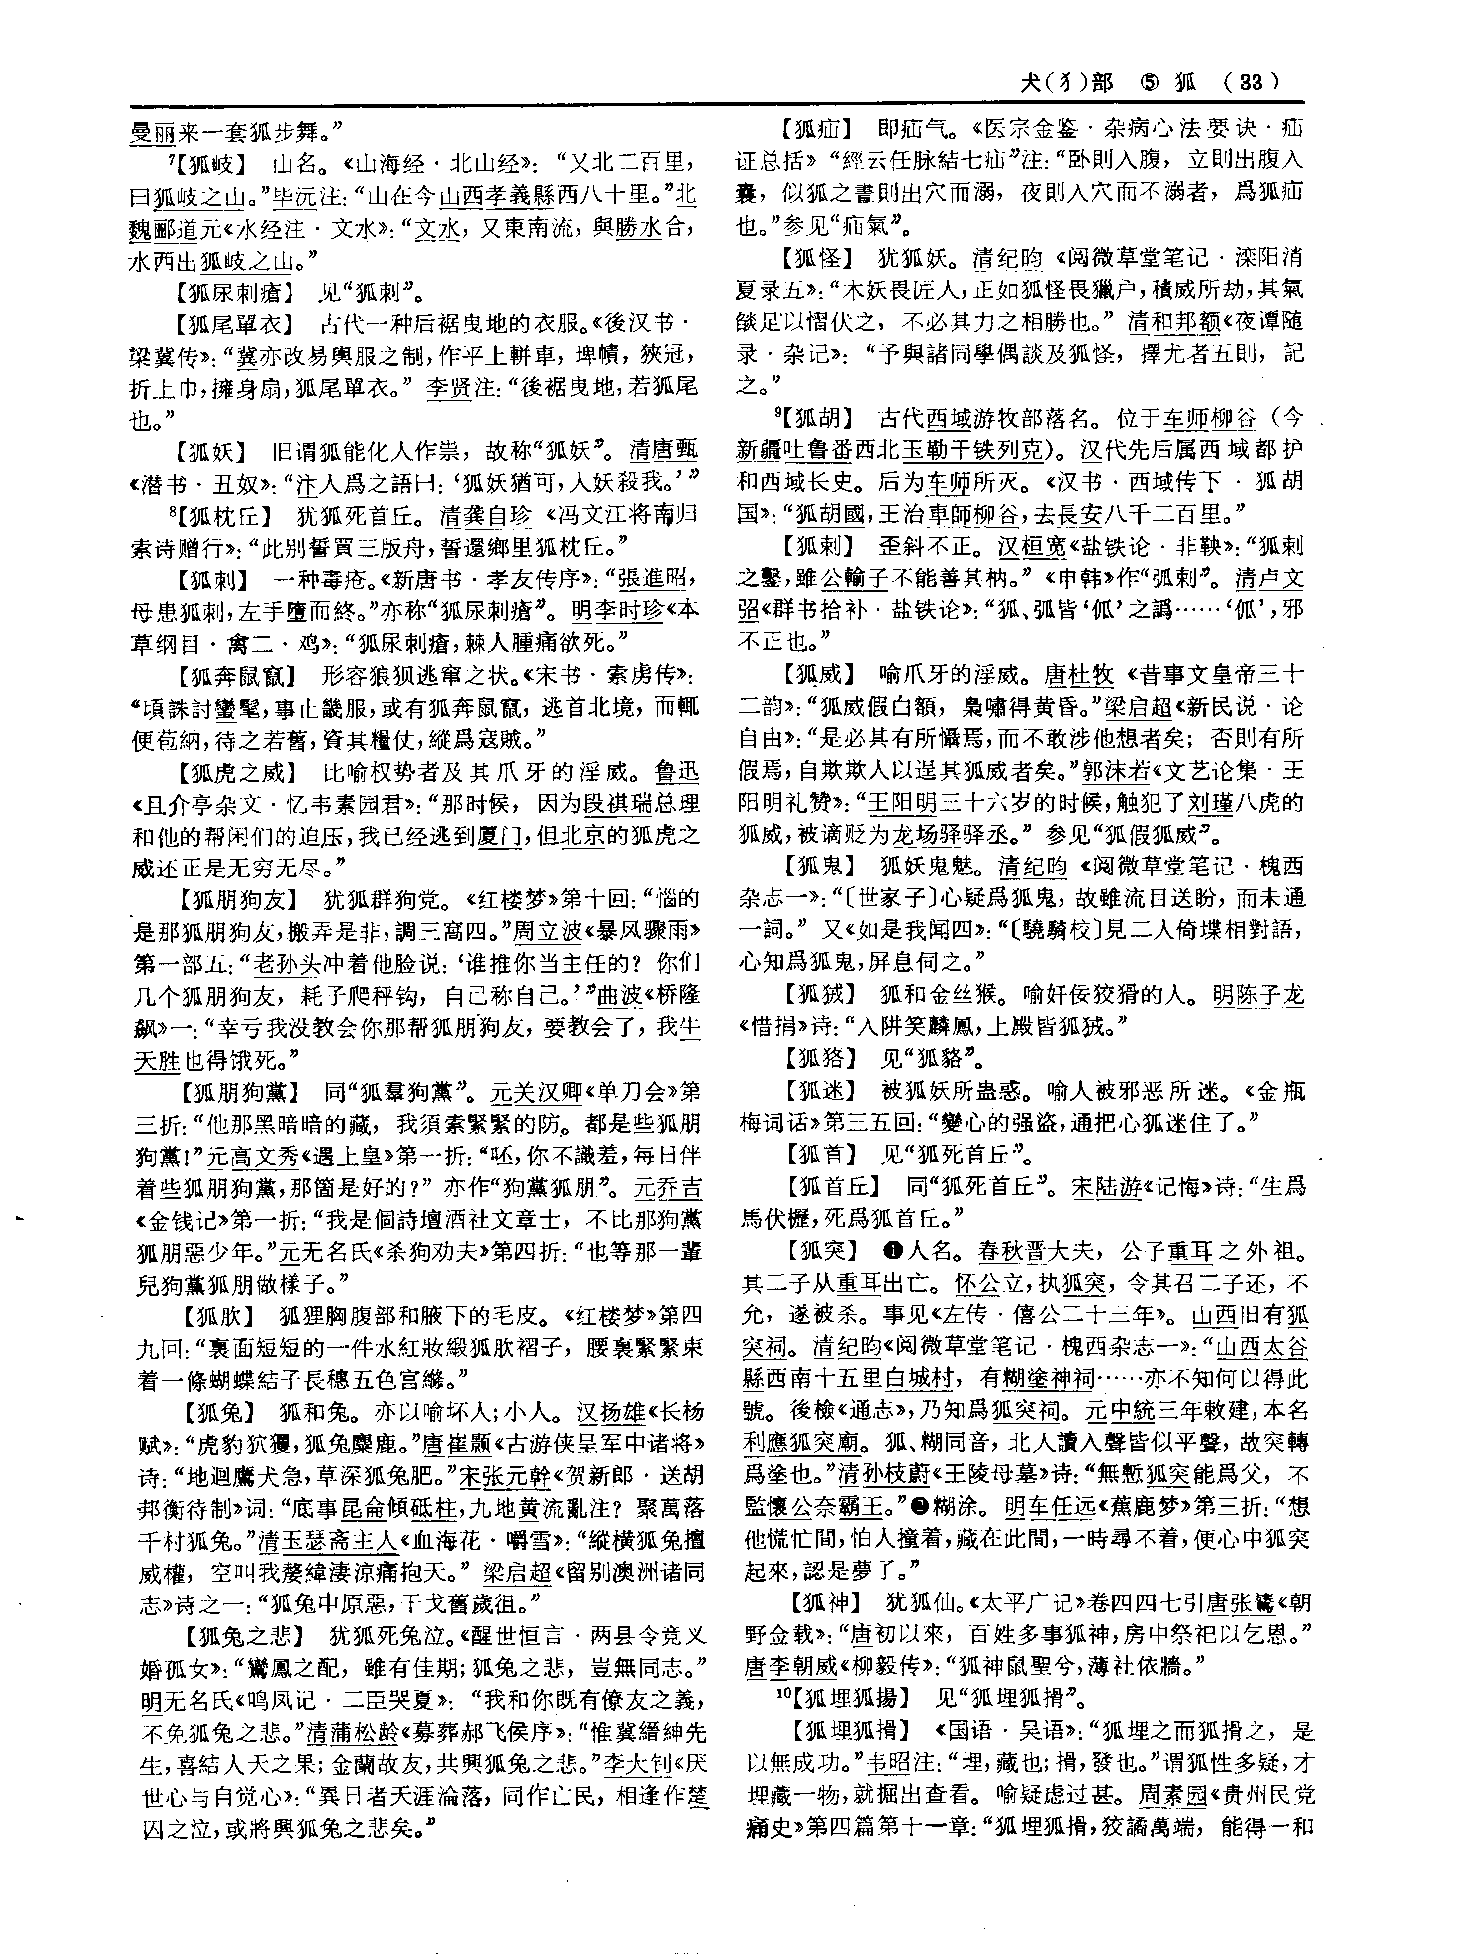 犬(犭)部 ⑤ 狐 (33)
曼丽来一套狐步舞。”
⁷【狐岐】 山名。《山海经·北山经》：“又北二百里，
曰狐岐之山。”毕沅注：“山在今山西孝義縣西八十里。”北
魏酈道元《水经注·文水》：“文水，又東南流，與勝水合，
水西出狐岐之山。”
【狐尿刺瘡】 见“狐刺”。
【狐尾單衣】 古代一种后裾曳地的衣服。《後汉书·
梁冀传》：“冀亦改易輿服之制，作平上軿車，埤幘，狹冠，
折上巾，擁身扇，狐尾單衣。” 李贤注：“後裾曳地，若狐尾
也。”
【狐妖】 旧谓狐能化人作祟，故称“狐妖”。清唐甄
《潜书·丑奴》：“汴人爲之語曰：‘狐妖猶可，人妖殺我。’”
⁸【狐枕丘】 犹狐死首丘。清龚自珍《冯文江将南归
素诗赠行》：“此别誓買三版舟，誓還鄉里狐枕丘。”
【狐刺】 一种毒疮。《新唐书·孝友传序》：“張進昭，
母患狐刺，左手墮而終。”亦称“狐尿刺瘡”。明李时珍《本
草纲目·禽二·鸡》：“狐尿刺瘡，棘人腫痛欲死。”
【狐奔鼠竄】 形容狼狈逃窜之状。《宋书·索虏传》：
“頃誅討蠻髦，事止畿服，或有狐奔鼠竄，逃首北境，而輒
便苞納，待之若舊，資其糧仗，縱爲寇賊。”
【狐虎之威】 比喻权势者及其爪牙的淫威。鲁迅
《且介亭杂文·忆韦素园君》：“那时候，因为段祺瑞总理
和他的帮闲们的迫压，我已经逃到厦门，但北京的狐虎之
威还正是无穷无尽。”
【狐朋狗友】 犹狐群狗党。《红楼梦》第十回：“惱的
是那狐朋狗友，搬弄是非，調三窩四。”周立波《暴风骤雨》
第一部五：“老孙头冲着他脸说：‘谁推你当主任的？你们
几个狐朋狗友，耗子爬秤钩，自己称自己。’”曲波《桥隆
飙》一：“幸亏我没教会你那帮狐朋狗友，要教会了，我牛
天胜也得饿死。”
【狐朋狗黨】 同“狐羣狗黨”。元关汉卿《单刀会》第
三折：“他那黑暗暗的藏，我須索緊緊的防。都是些狐朋
狗黨！”元高文秀《遇上皇》第一折：“呸，你不識羞，每日伴
着些狐朋狗黨，那箇是好的？” 亦作“狗黨狐朋”。元乔吉
《金钱记》第一折：“我是個詩壇酒社文章士，不比那狗黨
狐朋惡少年。”元无名氏《杀狗劝夫》第四折：“也等那一輩
兒狗黨狐朋做樣子。”
【狐肷】 狐狸胸腹部和腋下的毛皮。《红楼梦》第四
九回：“裏面短短的一件水紅妝緞狐肷褶子，腰裏緊緊束
着一條蝴蝶結子長穗五色宫縧。”
【狐兔】 狐和兔。亦以喻坏人；小人。汉扬雄《长杨
赋》：“虎豹狖玃，狐兔麋鹿。”唐崔颢《古游侠呈军中诸将》
诗：“地迥鷹犬急，草深狐兔肥。”宋张元幹《贺新郎·送胡
邦衡待制》词：“底事昆侖傾砥柱，九地黄流亂注？聚萬落
千村狐兔。”清玉瑟斋主人《血海花·嚼雪》：“縱横狐兔擅
威權，空叫我嫠緯淒涼痛抱天。” 梁启超《留别澳洲诸同
志》诗之一：“狐兔中原惡，干戈舊歲徂。”
【狐兔之悲】 犹狐死兔泣。《醒世恒言·两县令竞义
婚孤女》：“鸞鳳之配，雖有佳期；狐兔之悲，豈無同志。”
明无名氏《鸣凤记·二臣哭夏》：“我和你既有僚友之義，
不免狐兔之悲。”清蒲松龄《募葬郝飞侯序》：“惟冀縉紳先
生，喜結人天之果；金蘭故友，共興狐兔之悲。”李大钊《厌
世心与自觉心》：“異日者天涯淪落，同作亡民，相逢作楚
囚之泣，或將興狐兔之悲矣。”
【狐疝】 即疝气。《医宗金鉴·杂病心法要诀·疝
证总括》“經云任脉結七疝”注：“卧則入腹，立則出腹入
囊，似狐之晝則出穴而溺，夜則入穴而不溺者，爲狐疝
也。”参见“疝氣”。
【狐怪】 犹狐妖。清纪昀《阅微草堂笔记·滦阳消
夏录五》：“木妖畏匠人，正如狐怪畏獵户，積威所劫，其氣
燄足以慴伏之，不必其力之相勝也。” 清和邦额《夜谭随
录·杂记》：“予與諸同學偶談及狐怪，擇尤者五則，記
之。”
⁹【狐胡】 古代西域游牧部落名。位于车师柳谷（今
新疆吐鲁番西北玉勒干铁列克）。汉代先后属西域都护
和西域长史。后为车师所灭。《汉书·西域传下·狐胡
国》：“狐胡國，王治車師柳谷，去長安八千二百里。”
【狐刺】 歪斜不正。汉桓宽《盐铁论·非鞅》：“狐刺
之鑿，雖公輸子不能善其枘。”《申韩》作“弧刺”。清卢文
弨《群书拾补·盐铁论》：“狐、弧皆‘㧓’之譌……‘㧓’，邪
不正也。”
【狐威】 喻爪牙的淫威。唐杜牧《昔事文皇帝三十
二韵》：“狐威假白額，梟嘯得黄昏。”梁启超《新民说·论
自由》：“是必其有所懾焉，而不敢涉他想者矣；否則有所
假焉，自欺欺人以逞其狐威者矣。”郭沫若《文艺论集·王
阳明礼赞》：“王阳明三十六岁的时候，触犯了刘瑾八虎的
狐威，被谪贬为龙场驿驿丞。” 参见“狐假狐威”。
【狐鬼】 狐妖鬼魅。清纪昀《阅微草堂笔记·槐西
杂志一》：“〔世家子〕心疑爲狐鬼，故雖流目送盼，而未通
一詞。” 又《如是我闻四》：“〔驍騎校〕見二人倚堞相對語，
心知爲狐鬼，屏息伺之。”
【狐狨】 狐和金丝猴。喻奸佞狡猾的人。明陈子龙
《惜捐》诗：“入阱笑麟鳳，上殿皆狐狨。”
【狐狢】 见“狐貉”。
【狐迷】 被狐妖所蛊惑。喻人被邪恶所迷。《金瓶
梅词话》第三五回：“變心的强盜，通把心狐迷住了。”
【狐首】 见“狐死首丘”。
【狐首丘】 同“狐死首丘”。宋陆游《记悔》诗：“生爲
馬伏櫪，死爲狐首丘。”
【狐突】 ❶人名。春秋晋大夫，公子重耳之外祖。
其二子从重耳出亡。怀公立，执狐突，令其召二子还，不
允，遂被杀。事见《左传·僖公二十三年》。山西旧有狐
突祠。清纪昀《阅微草堂笔记·槐西杂志一》：“山西太谷
縣西南十五里白城村，有糊塗神祠……亦不知何以得此
號。後檢《通志》，乃知爲狐突祠。元中統三年敕建，本名
利應狐突廟。狐、糊同音，北人讀入聲皆似平聲，故突轉
爲塗也。”清孙枝蔚《王陵母墓》诗：“無慙狐突能爲父，不
監懷公奈霸王。”❷糊涂。明车任远《蕉鹿梦》第三折：“想
他慌忙間，怕人撞着，藏在此間，一時尋不着，便心中狐突
起來，認是夢了。”
【狐神】 犹狐仙。《太平广记》卷四四七引唐张鷟《朝
野佥载》：“唐初以來，百姓多事狐神，房中祭祀以乞恩。”
唐李朝威《柳毅传》：“狐神鼠聖兮，薄社依牆。”
¹⁰【狐埋狐揚】 见“狐埋狐搰”。
【狐埋狐搰】 《国语·吴语》：“狐埋之而狐搰之，是
以無成功。”韦昭注：“埋，藏也；搰，發也。”谓狐性多疑，才
埋藏一物，就掘出查看。喻疑虑过甚。周素园《贵州民党
痛史》第四篇第十一章：“狐埋狐搰，狡譎萬端，能得一和